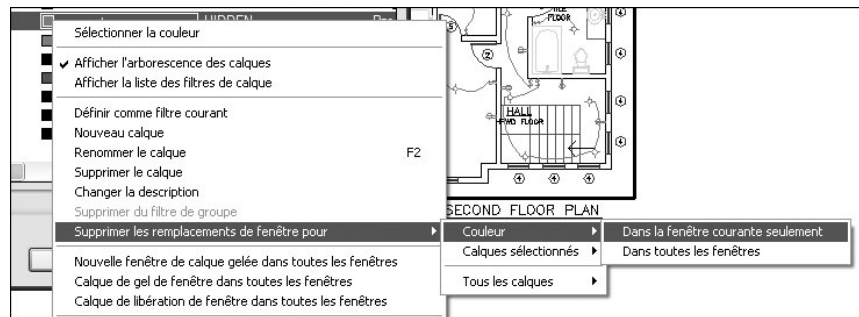 HIDDEN
Sélectionner la couleur
Afficher l'arborescence des calques
Afficher la liste des filtres de calque
Définir comme filtre courant
Nouveau calque
Renommer le calque F2
Supprimer le calque
Changer la description
Supprimer du filtre de groupe
Supprimer les remplacements de fenêtre pour
Nouvelle fenêtre de calque gelée dans toutes les fenêtres
Calque de gel de fenêtre dans toutes les fenêtres
Calque de libération de fenêtre dans toutes les fenêtres
Couleur
Calques sélectionnés
Tous les calques
Dans la fenêtre courante seulement
Dans toutes les fenêtres
FLOOR
2
HALL
FLOOR
SECOND FLOOR PLAN